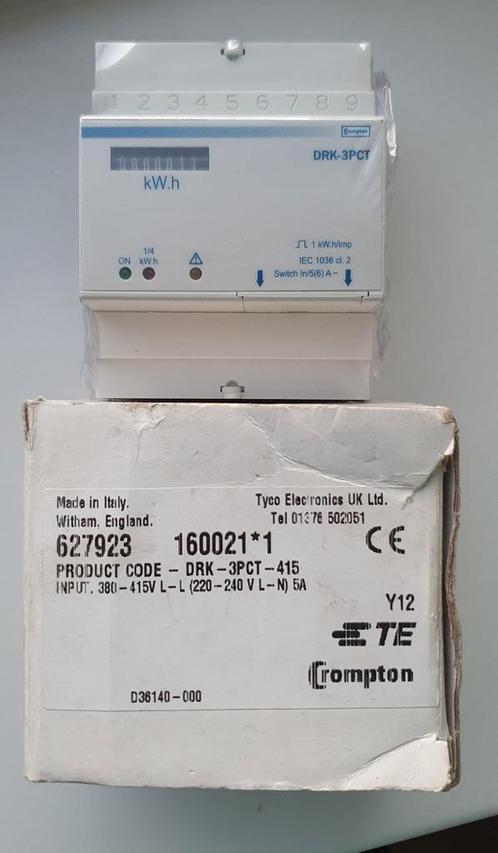 1 2 3 4 5 6 7 8 9
Crompton
DRK-3PCT
kW.h
1 kW.h/imp
1/4
ON kW.h
IEC 1036 cl. 2
Switch In/5(6) A~
Made in Italy. Tyco Electronics UK Ltd.
Witham, England. Tel 01376 502051
627923 160021*1 CE
PRODUCT CODE - DRK-3PCT-415
INPUT. 380-415V L-L (220-240 V L-N) 5A
Y12
TE
Crompton
D36140-000